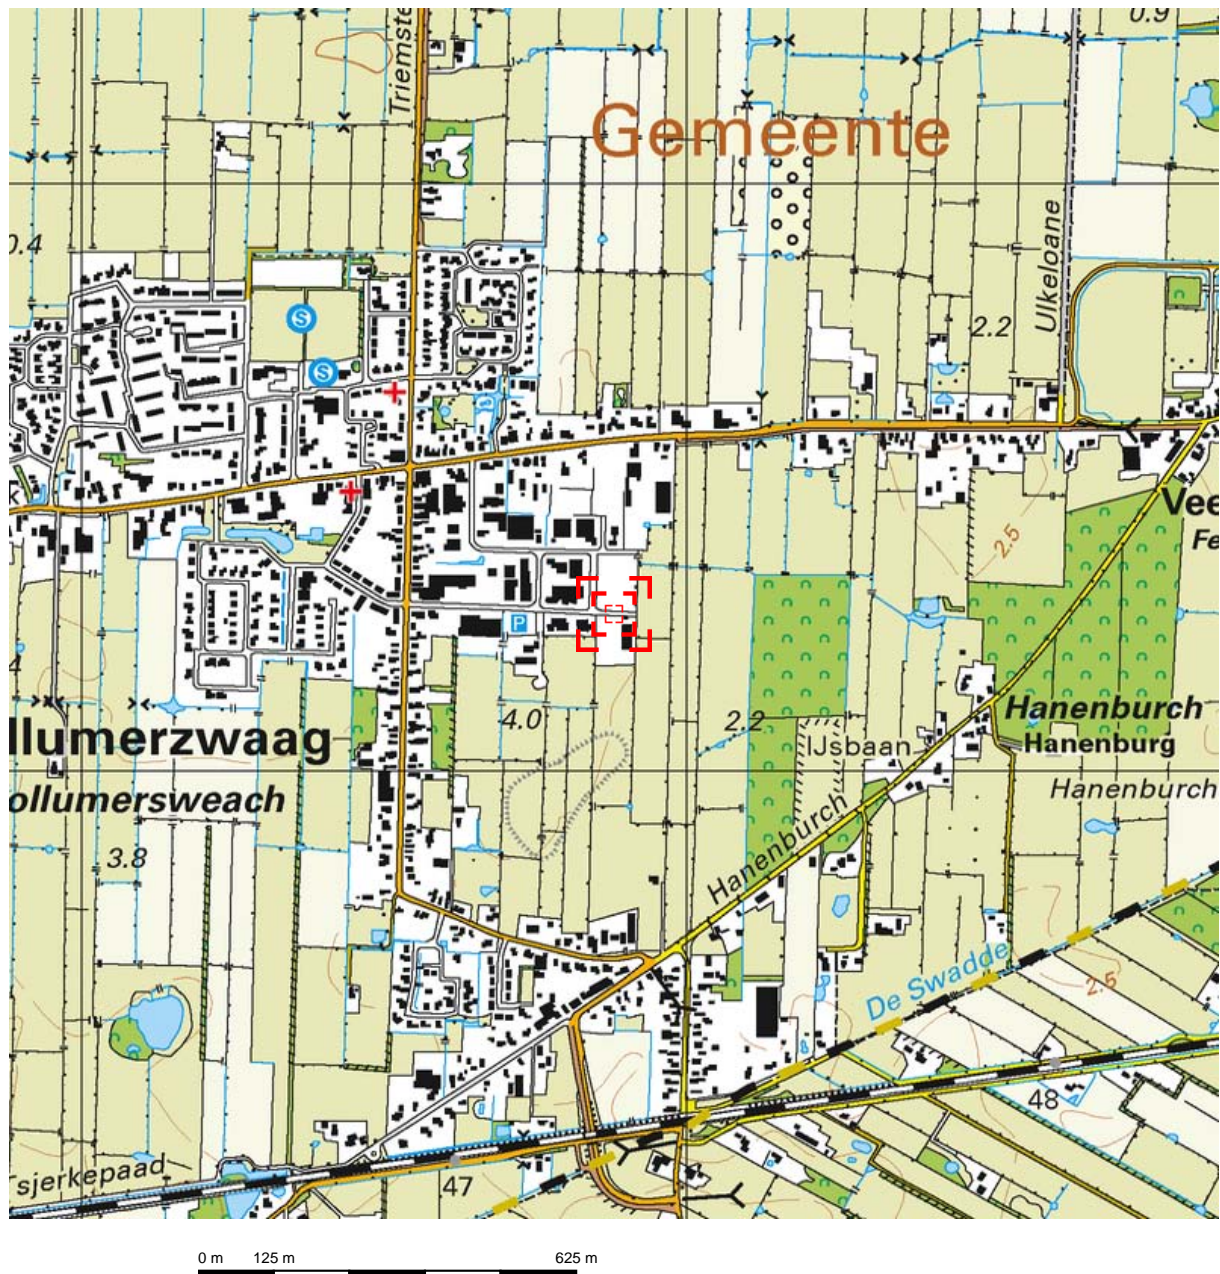 0.9
Triemste
Gemeente
0.4
Ulkeloane
2.2
S
S
2.5
Vee
Fe
P
4.0
2.2
Hanenburch
IJsbaan
Hanenburg
llumerzwaag
Hanenburch
ollumersweach
Hanenburch
3.8
De Swadde
2.5
48
Tsjerkepaad
47
0 m 125 m 625 m